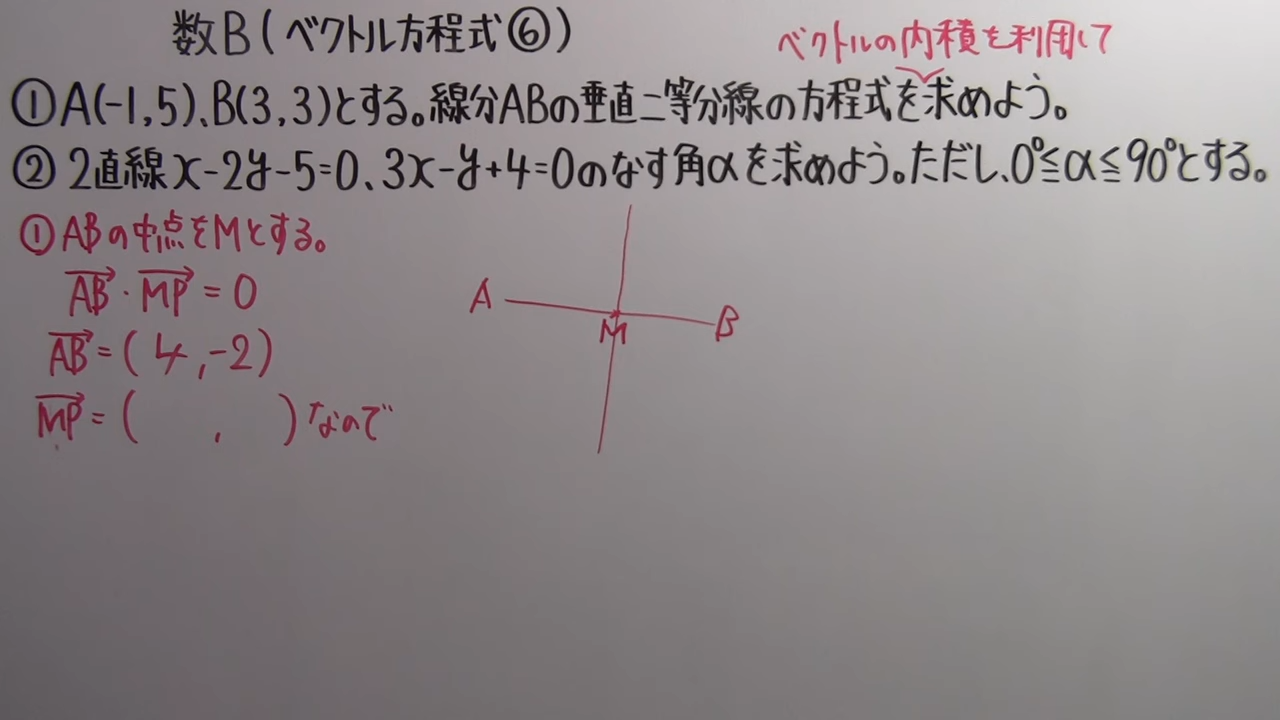 数B(ベクトル方程式⑥)
ベクトルの内積を利用して
①A(-1,5)、B(3,3)とする。線分ABの垂直二等分線の方程式を求めよう。
②2直線x-2y-5=0、3x-y+4=0のなす角αを求めよう。ただし、0°≦α≦90°とする。
①ABの中点をMとする。
\overrightarrow{AB}・\overrightarrow{MP}=0
\overrightarrow{AB}=(4,-2)
\overrightarrow{MP}=( , )なので
A
M
B